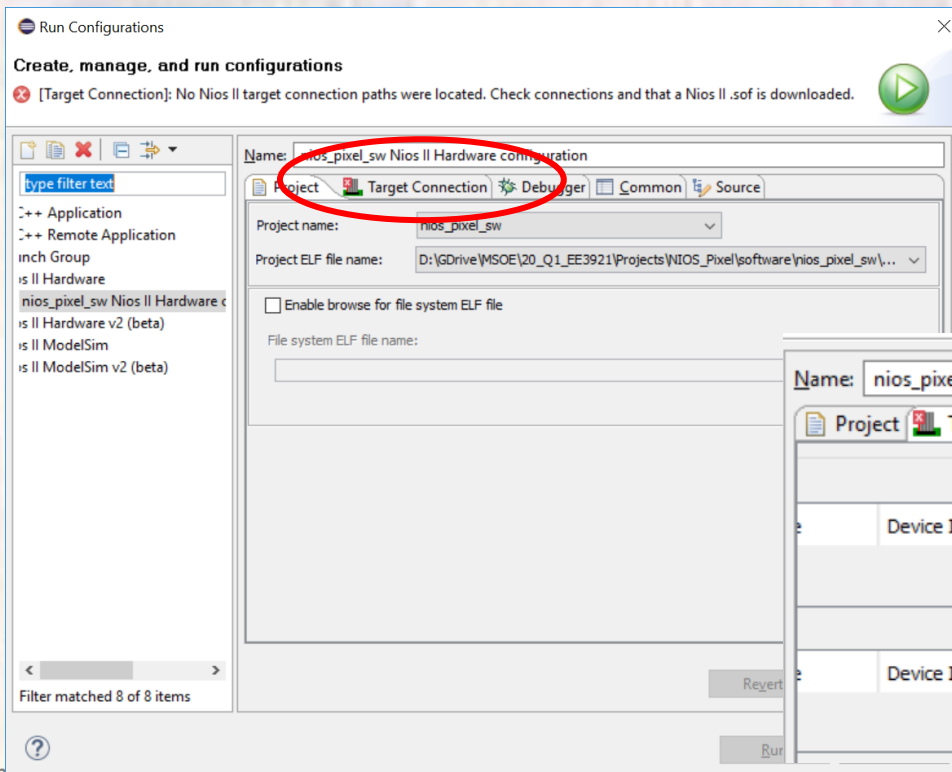 Run Configurations
Create, manage, and run configurations
[Target Connection]: No Nios II target connection paths were located. Check connections and that a Nios II .sof is downloaded.
Name: nios_pixel_sw Nios II Hardware configuration
type filter text
Project Target Connection Debugger Common Source
C++ Application
C++ Remote Application
unch Group
os II Hardware
nios_pixel_sw Nios II Hardware c
os II Hardware v2 (beta)
os II ModelSim
os II ModelSim v2 (beta)
Project name: nios_pixel_sw
Project ELF file name: D:\GDrive\MSOE\20_Q1_EE3921\Projects\NIOS_Pixel\software\nios_pixel_sw\...
Enable browse for file system ELF file
File system ELF file name:
Filter matched 8 of 8 items
Revert
Run
Name: nios_pixe
Project
Device I
Device I